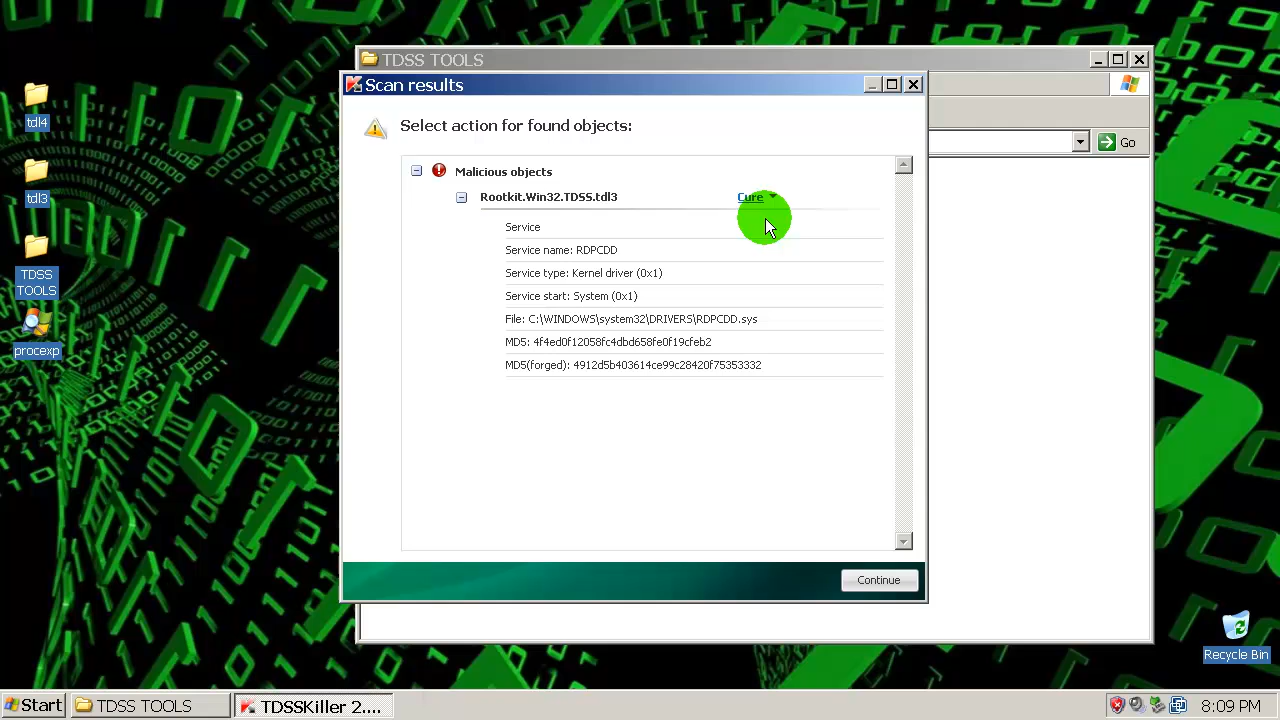 TDSS TOOLS
Scan results
Select action for found objects:
Malicious objects
Rootkit.Win32.TDSS.tdl3
Cure
Service
Service name: RDPCDD
Service type: Kernel driver (0x1)
Service start: System (0x1)
File: C:\WINDOWS\system32\DRIVERS\RDPCDD.sys
MD5: 4f4ed0f12058fc4dbd658fe0f19cfeb2
MD5(forged): 4912d5b403614ce99c28420f75353332
Continue
Go
tdl4
tdl3
TDSS
TOOLS
procexp
Recycle Bin
Start
TDSS TOOLS
TDSSKiller 2....
8:09 PM